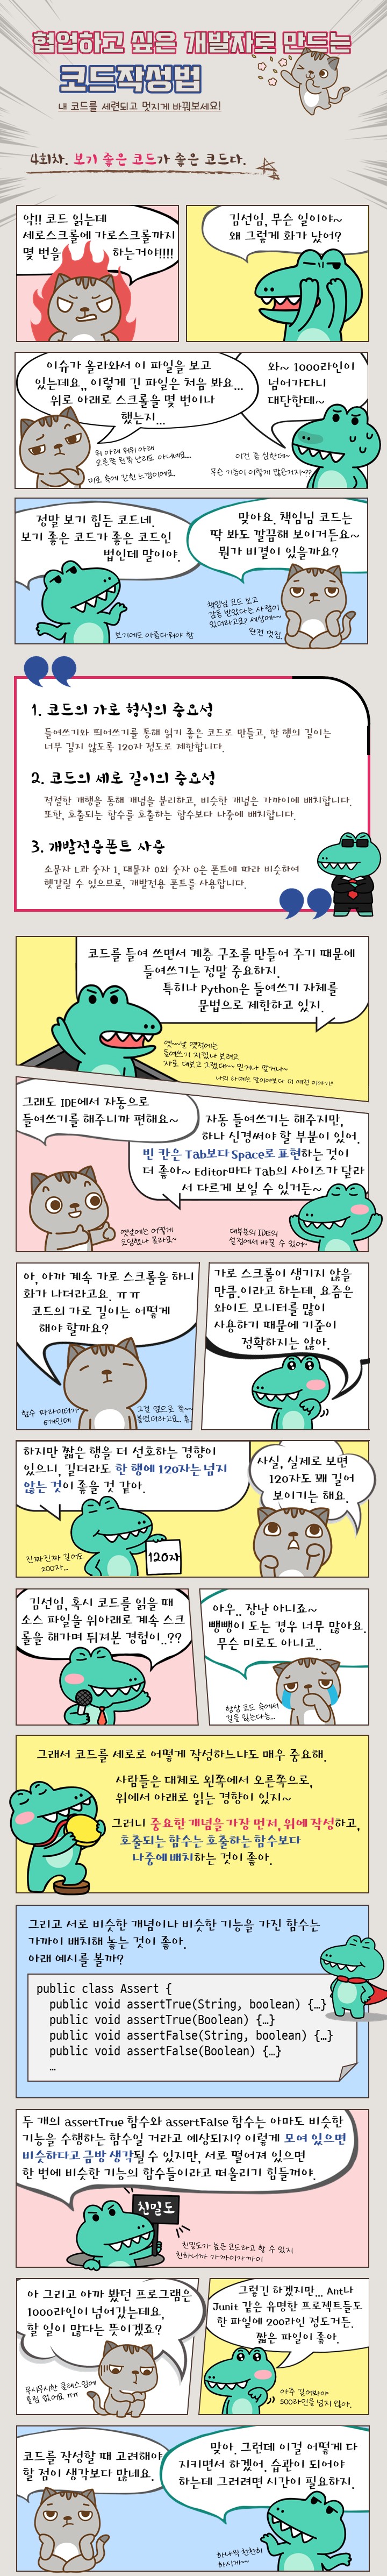 협업하고 싶은 개발자로 만드는
코드작성법
내 코드를 세련되고 멋지게 바꿔보세요!
4회차. 보기 좋은 코드가 좋은 코드다.
악!! 코드 읽는데
세로스크롤에 가로스크롤까지
몇 번을 하는거야!!!!
김선임, 무슨 일이야~
왜 그렇게 화가 났어?
이슈가 올라와서 이 파일을 보고
있는데요,, 이렇게 긴 파일은 처음 봐요...
위로 아래로 스크롤을 몇 번이나
했는지...
위 아래 위위 아래
오른쪽 왼쪽 난리도 아니네요...
미로 속에 갇힌 느낌이에요
와~ 1000라인이
넘어가다니
대단한데~
이건 좀 심한데~
무슨 기능이 이렇게 많은거지~??
정말 보기 힘든 코드네.
보기 좋은 코드가 좋은 코드인
법인데 말이야.
보기에도 아름다워야 함
맞아요. 책임님 코드는
딱 봐도 깔끔해 보이거든요~
뭔가 비결이 있을까요?
책임님 코드 보고
감동 받았다는 사람이
있더라고요? 세상에~~
완전 멋짐
1. 코드의 가로 형식의 중요성
들여쓰기와 띄어쓰기를 통해 읽기 좋은 코드로 만들고, 한 행의 길이는
너무 길지 않도록 120자 정도로 제한합니다.
2. 코드의 세로 길이의 중요성
적절한 개행을 통해 개념을 분리하고, 비슷한 개념은 가까이에 배치합니다.
또한, 호출되는 함수를 호출하는 함수보다 나중에 배치합니다.
3. 개발전용폰트 사용
소문자 L과 숫자 1, 대문자 O와 숫자 0은 폰트에 따라 비슷하여
헷갈릴 수 있으므로, 개발전용 폰트를 사용합니다.
코드를 들여 쓰면서 계층 구조를 만들어 주기 때문에
들여쓰기는 정말 중요하지.
특히나 Python은 들여쓰기 자체를
문법으로 제한하고 있지.
옛~~날 옛적에는
들여쓰기 지켰나 보려고
자로 대보고 그랬대~~ 믿거나 말거나~
그래도 IDE에서 자동으로
들여쓰기를 해주니까 편해요~
옛날에는 어떻게
코딩했나 몰라요~
자동 들여쓰기는 해주지만,
하나 신경써야 할 부분이 있어.
빈 칸은 Tab보다 Space로 표현하는 것이
더 좋아~ Editor마다 Tab의 사이즈가 달라
서 다르게 보일 수 있거든~
대부분의 IDE의
설정에서 바꿀 수 있어~
아, 아까 계속 가로 스크롤을 하니
화가 나더라고요. ㅠㅠ
코드의 가로 길이는 어떻게
해야 할까요?
함수 파라미터가
6개인데
그걸 옆으로 쭉~~
가로 스크롤이 생기지 않을
만큼.이라고 하는데, 요즘은
와이드 모니터를 많이
사용하기 때문에 기준이
정확하지는 않아.
하지만 짧은 행을 더 선호하는 경향이
있으니, 길더라도 한 행에 120자는 넘지
않는 것이 좋을 것 같아.
진짜 진짜 길어도
200자...
120자
사실, 실제로 보면
120자도 꽤 길어
보이기는 해요.
김선임, 혹시 코드를 읽을 때
소스 파일을 위아래로 계속 스크
롤을 해가며 뒤져본 경험이..??
아우.. 장난 아니죠~
뺑뺑이 도는 경우 너무 많아요.
무슨 미로도 아니고..
항상 코드 속에서
길을 잃는다는...
그래서 코드를 세로로 어떻게 작성하느냐도 매우 중요해.
사람들은 대체로 왼쪽에서 오른쪽으로,
위에서 아래로 읽는 경향이 있지~
그러니 중요한 개념을 가장 먼저, 위에 작성하고,
호출되는 함수는 호출하는 함수보다
나중에 배치하는 것이 좋아.
그리고 서로 비슷한 개념이나 비슷한 기능을 가진 함수는
가까이 배치해 놓는 것이 좋아.
아래 예시를 볼까?
public class Assert {
public void assertTrue(String, boolean) {…}
public void assertTrue(Boolean) {…}
public void assertFalse(String, boolean) {…}
public void assertFalse(Boolean) {…}
…
두 개의 assertTrue 함수와 assertFalse 함수는 아마도 비슷한
기능을 수행하는 함수일 거라고 예상되지? 이렇게 모여 있으면
비슷하다고 금방 생각될 수 있지만, 서로 떨어져 있으면
한 번에 비슷한 기능의 함수들이라고 떠올리기 힘들꺼야.
친밀도
친밀도가 높은 코드라고 할 수 있지
친하니까 가까이가까이
아 그리고 아까 봤던 프로그램은
1000라인이 넘어갔는데요,
할 일이 많다는 뜻이겠죠?
무시무시한 클래스임에
틀림 없어요 ㅠㅠ
그렇긴 하겠지만... Ant나
Junit 같은 유명한 프로젝트들도
한 파일에 200라인 정도거든.
짧은 파일이 좋아.
아주 길어봐야
500라인을 넘지 않아.
코드를 작성할 때 고려해야
할 점이 생각보다 많네요.
맞아. 그런데 이걸 어떻게 다
지키면서 하겠어. 습관이 되어야
하는데 그러려면 시간이 필요하지.
하나씩 천천히
하시게~~